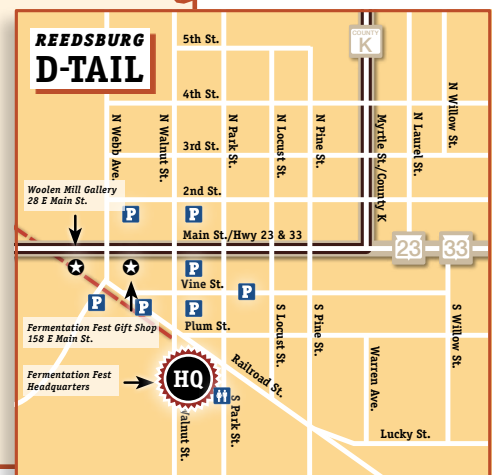 REEDSBURG
D-TAIL
COUNTY
K
5th St.
4th St.
3rd St.
2nd St.
N Webb Ave.
N Walnut St.
N Park St.
N Locust St.
N Pine St.
Myrtle St./County K
N Laurel St.
N Willow St.
Woolen Mill Gallery
28 E Main St.
P
P
Main St./Hwy 23 & 33
23
33
P
Vine St.
P
P
P
P
Plum St.
Fermentation Fest Gift Shop
158 E Main St.
S Locust St.
S Pine St.
S Willow St.
Warren Ave.
Railroad St.
Fermentation Fest
Headquarters
HQ
Walnut St.
S Park St.
Lucky St.